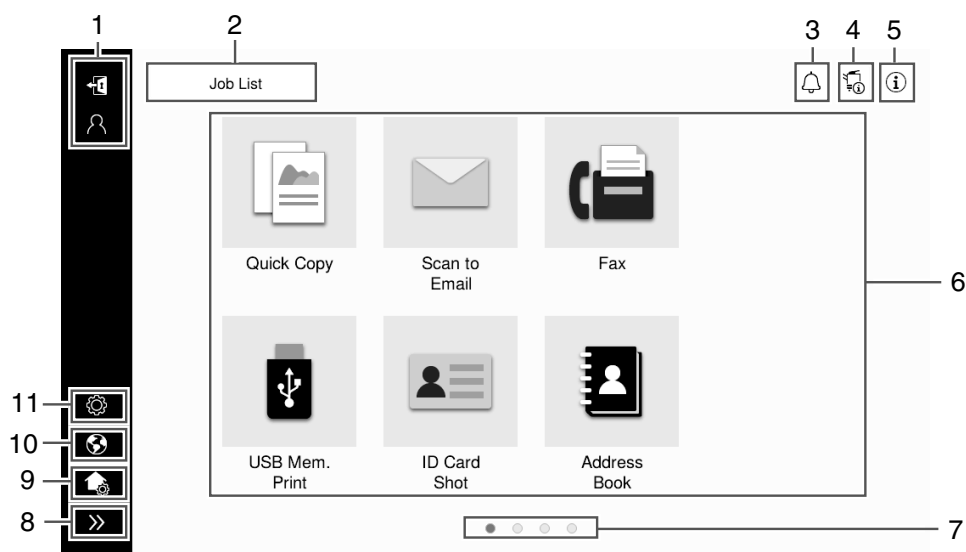 1
2
3
4
5
Job List
Quick Copy
Scan to
Email
Fax
6
USB Mem.
Print
ID Card
Shot
Address
Book
11
10
9
8
7